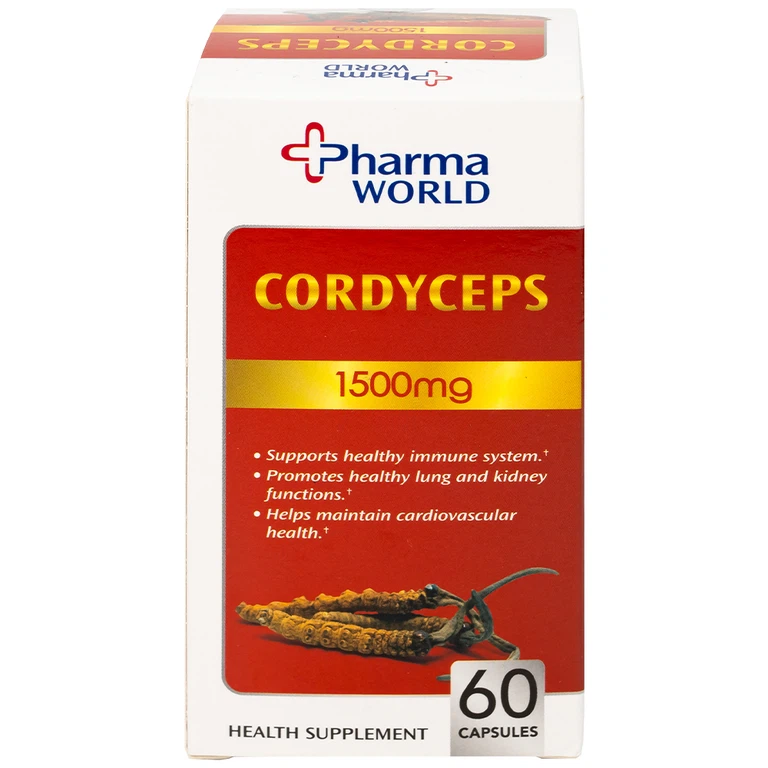 CORDYCEPS
1500mg
Pharma
WORLD
Pharma
WORLD
CORDYCEPS
1500mg
• Supports healthy immune system.†
• Promotes healthy lung and kidney
functions.†
• Helps maintain cardiovascular
health.†
60
CAPSULES
HEALTH SUPPLEMENT